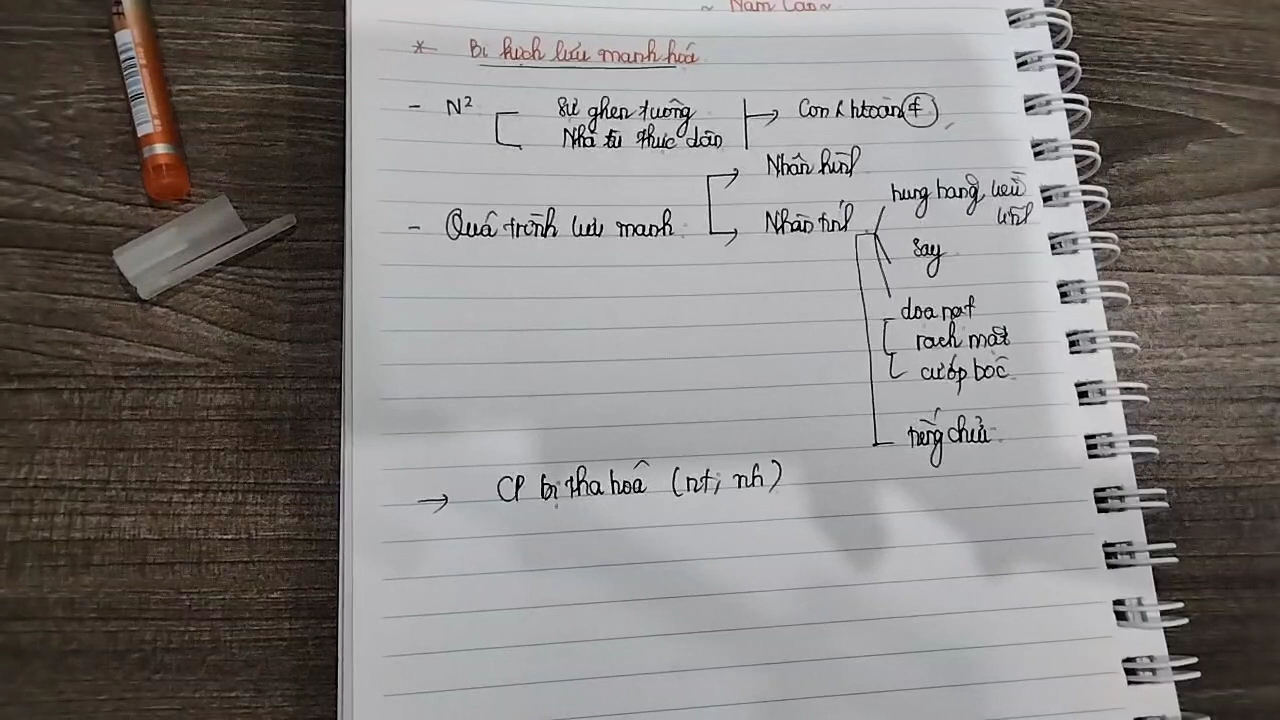 ~ Nam Cao ~
* Bi kịch lưu manh hoá
- N² Sự ghen tuông
Nhà tù thực dân → Con < htoàn ≠
- Quá trình lưu manh → Nhân hình
→ Nhân tính
hung hăng, liều lĩnh
say
doạ nạt
rạch mặt
cướp bóc
tiếng chửi
→ CP bị tha hoá (nt; nh)